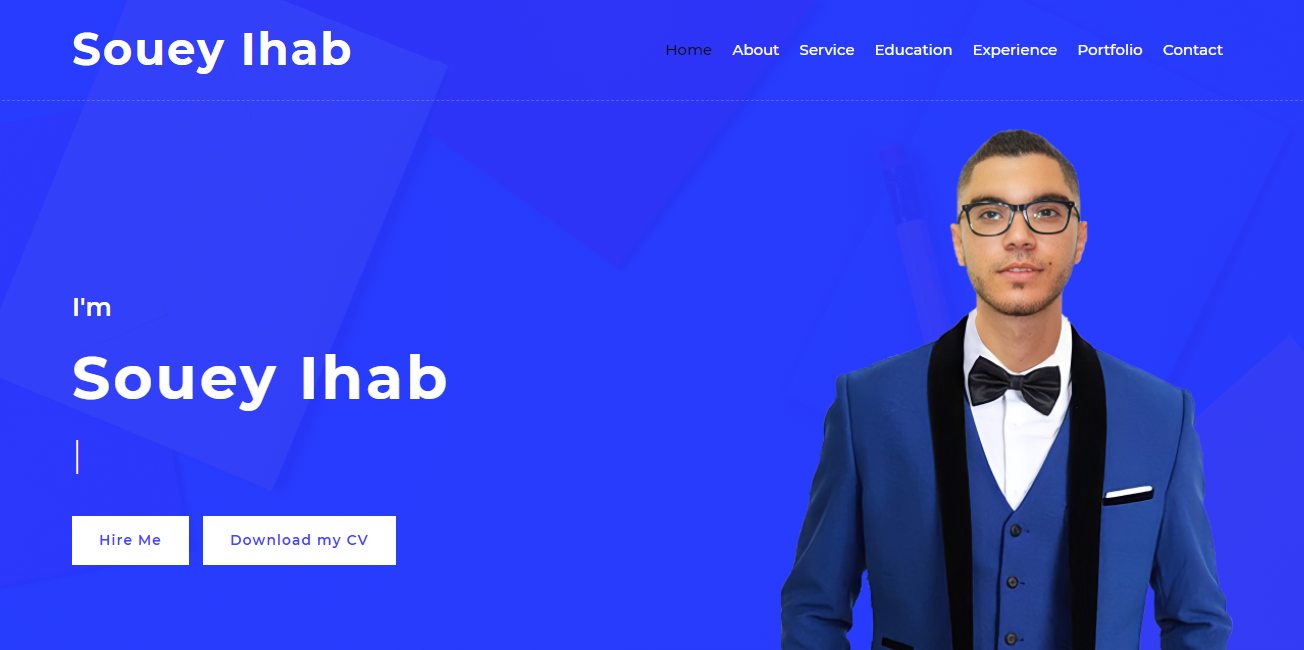 Souey Ihab
Home About Service Education Experience Portfolio Contact
I'm
Souey Ihab
Hire Me
Download my CV